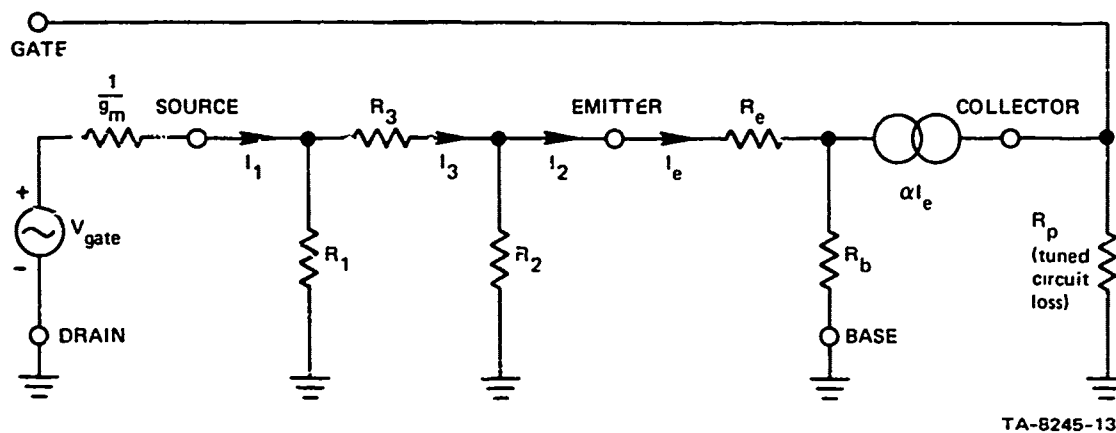 GATE
1
g_m
SOURCE
R_3
EMITTER
R_e
COLLECTOR
I_1
I_3
I_2
I_e
αI_e
+
V_gate
-
R_1
R_2
R_b
R_p
(tuned
circuit
loss)
DRAIN
BASE
TA-8245-13